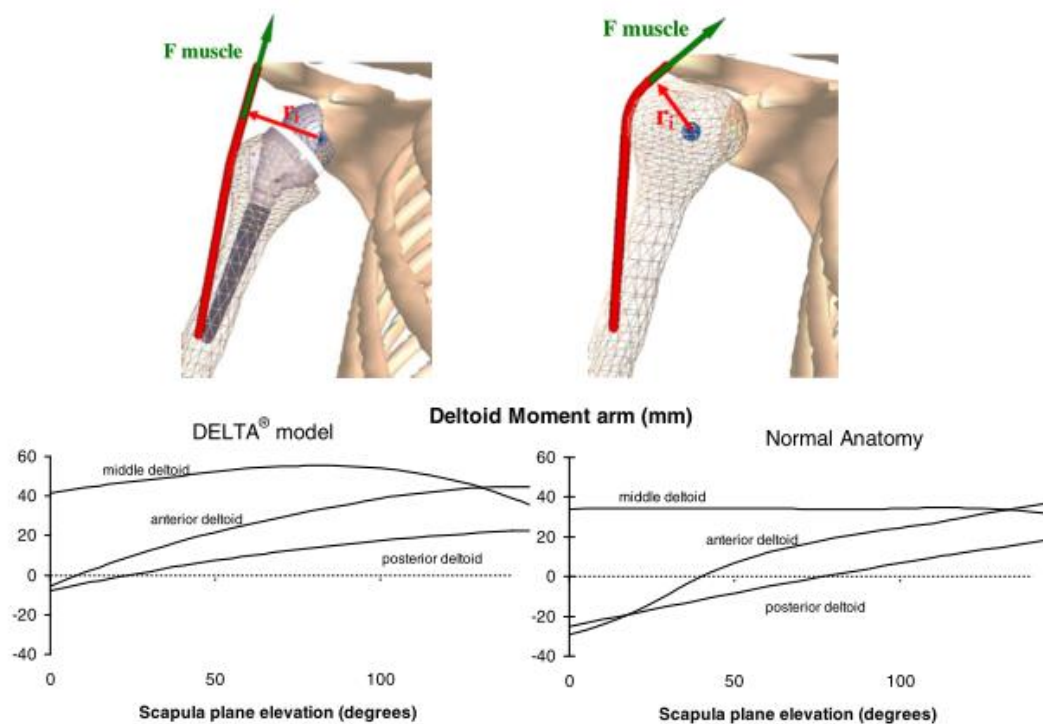 F muscle
F muscle
ri
ri
Deltoid Moment arm (mm)
DELTA® model
Normal Anatomy
60
40
20
0
-20
-40
middle deltoid
anterior deltoid
posterior deltoid
0
50
100
Scapula plane elevation (degrees)
60
40
20
0
-20
-40
middle deltoid
anterior deltoid
posterior deltoid
0
50
100
Scapula plane elevation (degrees)